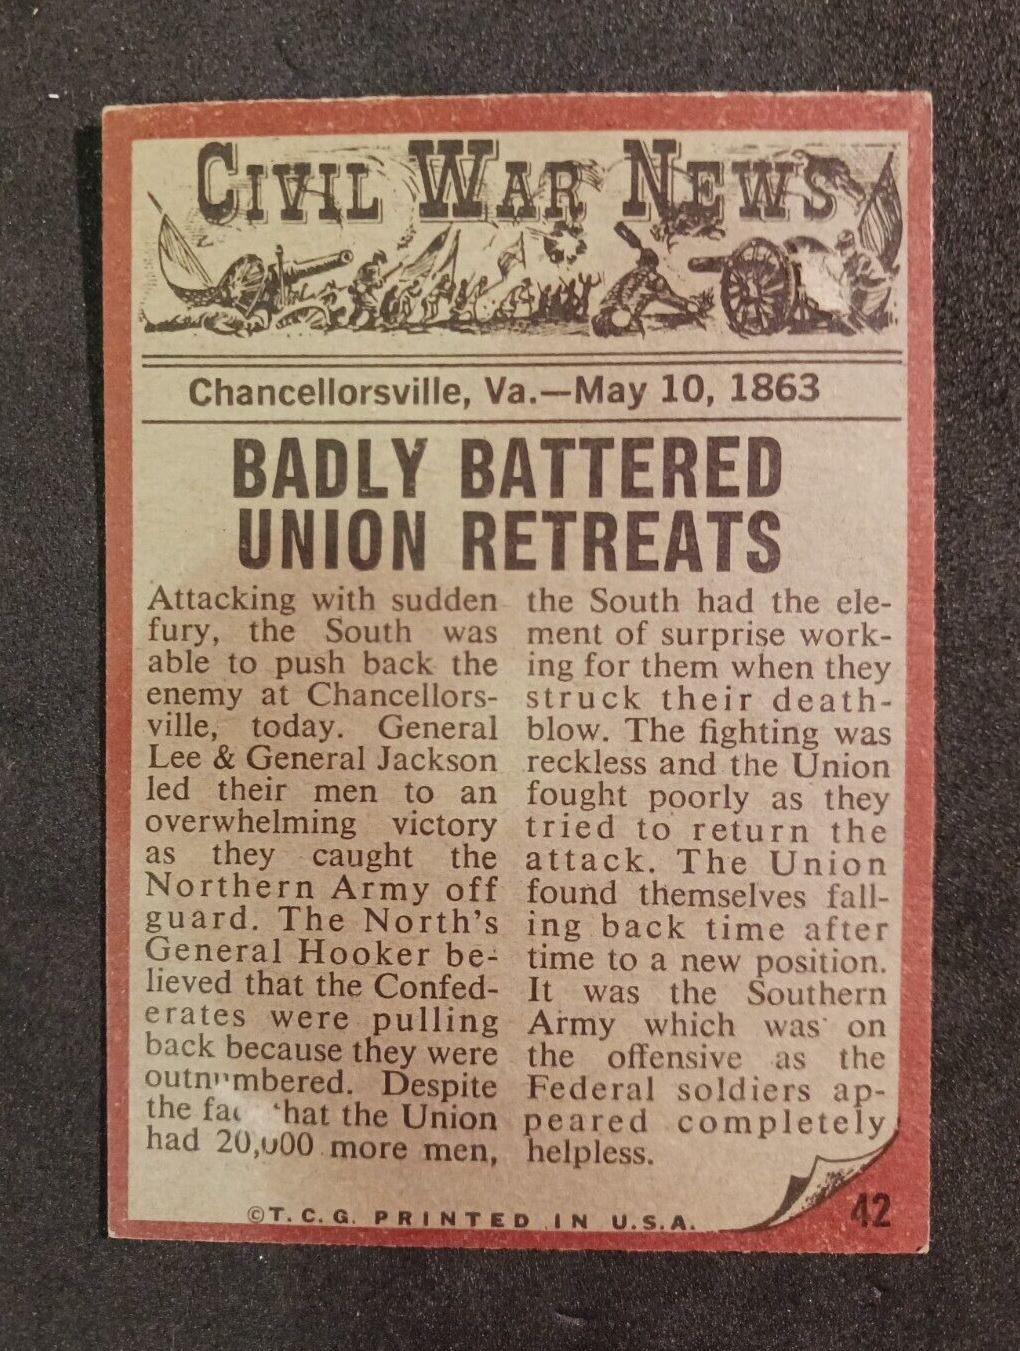 CIVIL WAR NEWS
Chancellorsville, Va.—May 10, 1863
BADLY BATTERED
UNION RETREATS
Attacking with sudden
fury, the South was
able to push back the
enemy at Chancellors-
ville, today. General
Lee & General Jackson
led their men to an
overwhelming victory
as they caught the
Northern Army off
guard. The North's
General Hooker be-
lieved that the Confed-
erates were pulling
back because they were
outnumbered. Despite
the fact that the Union
had 20,000 more men,
the South had the ele-
ment of surprise work-
ing for them when they
struck their death-
blow. The fighting was
reckless and the Union
fought poorly as they
tried to return the
attack. The Union
found themselves fall-
ing back time after
time to a new position.
It was the Southern
Army which was on
the offensive as the
Federal soldiers ap-
peared completely
helpless.
©T. C. G. PRINTED IN U.S.A.
42